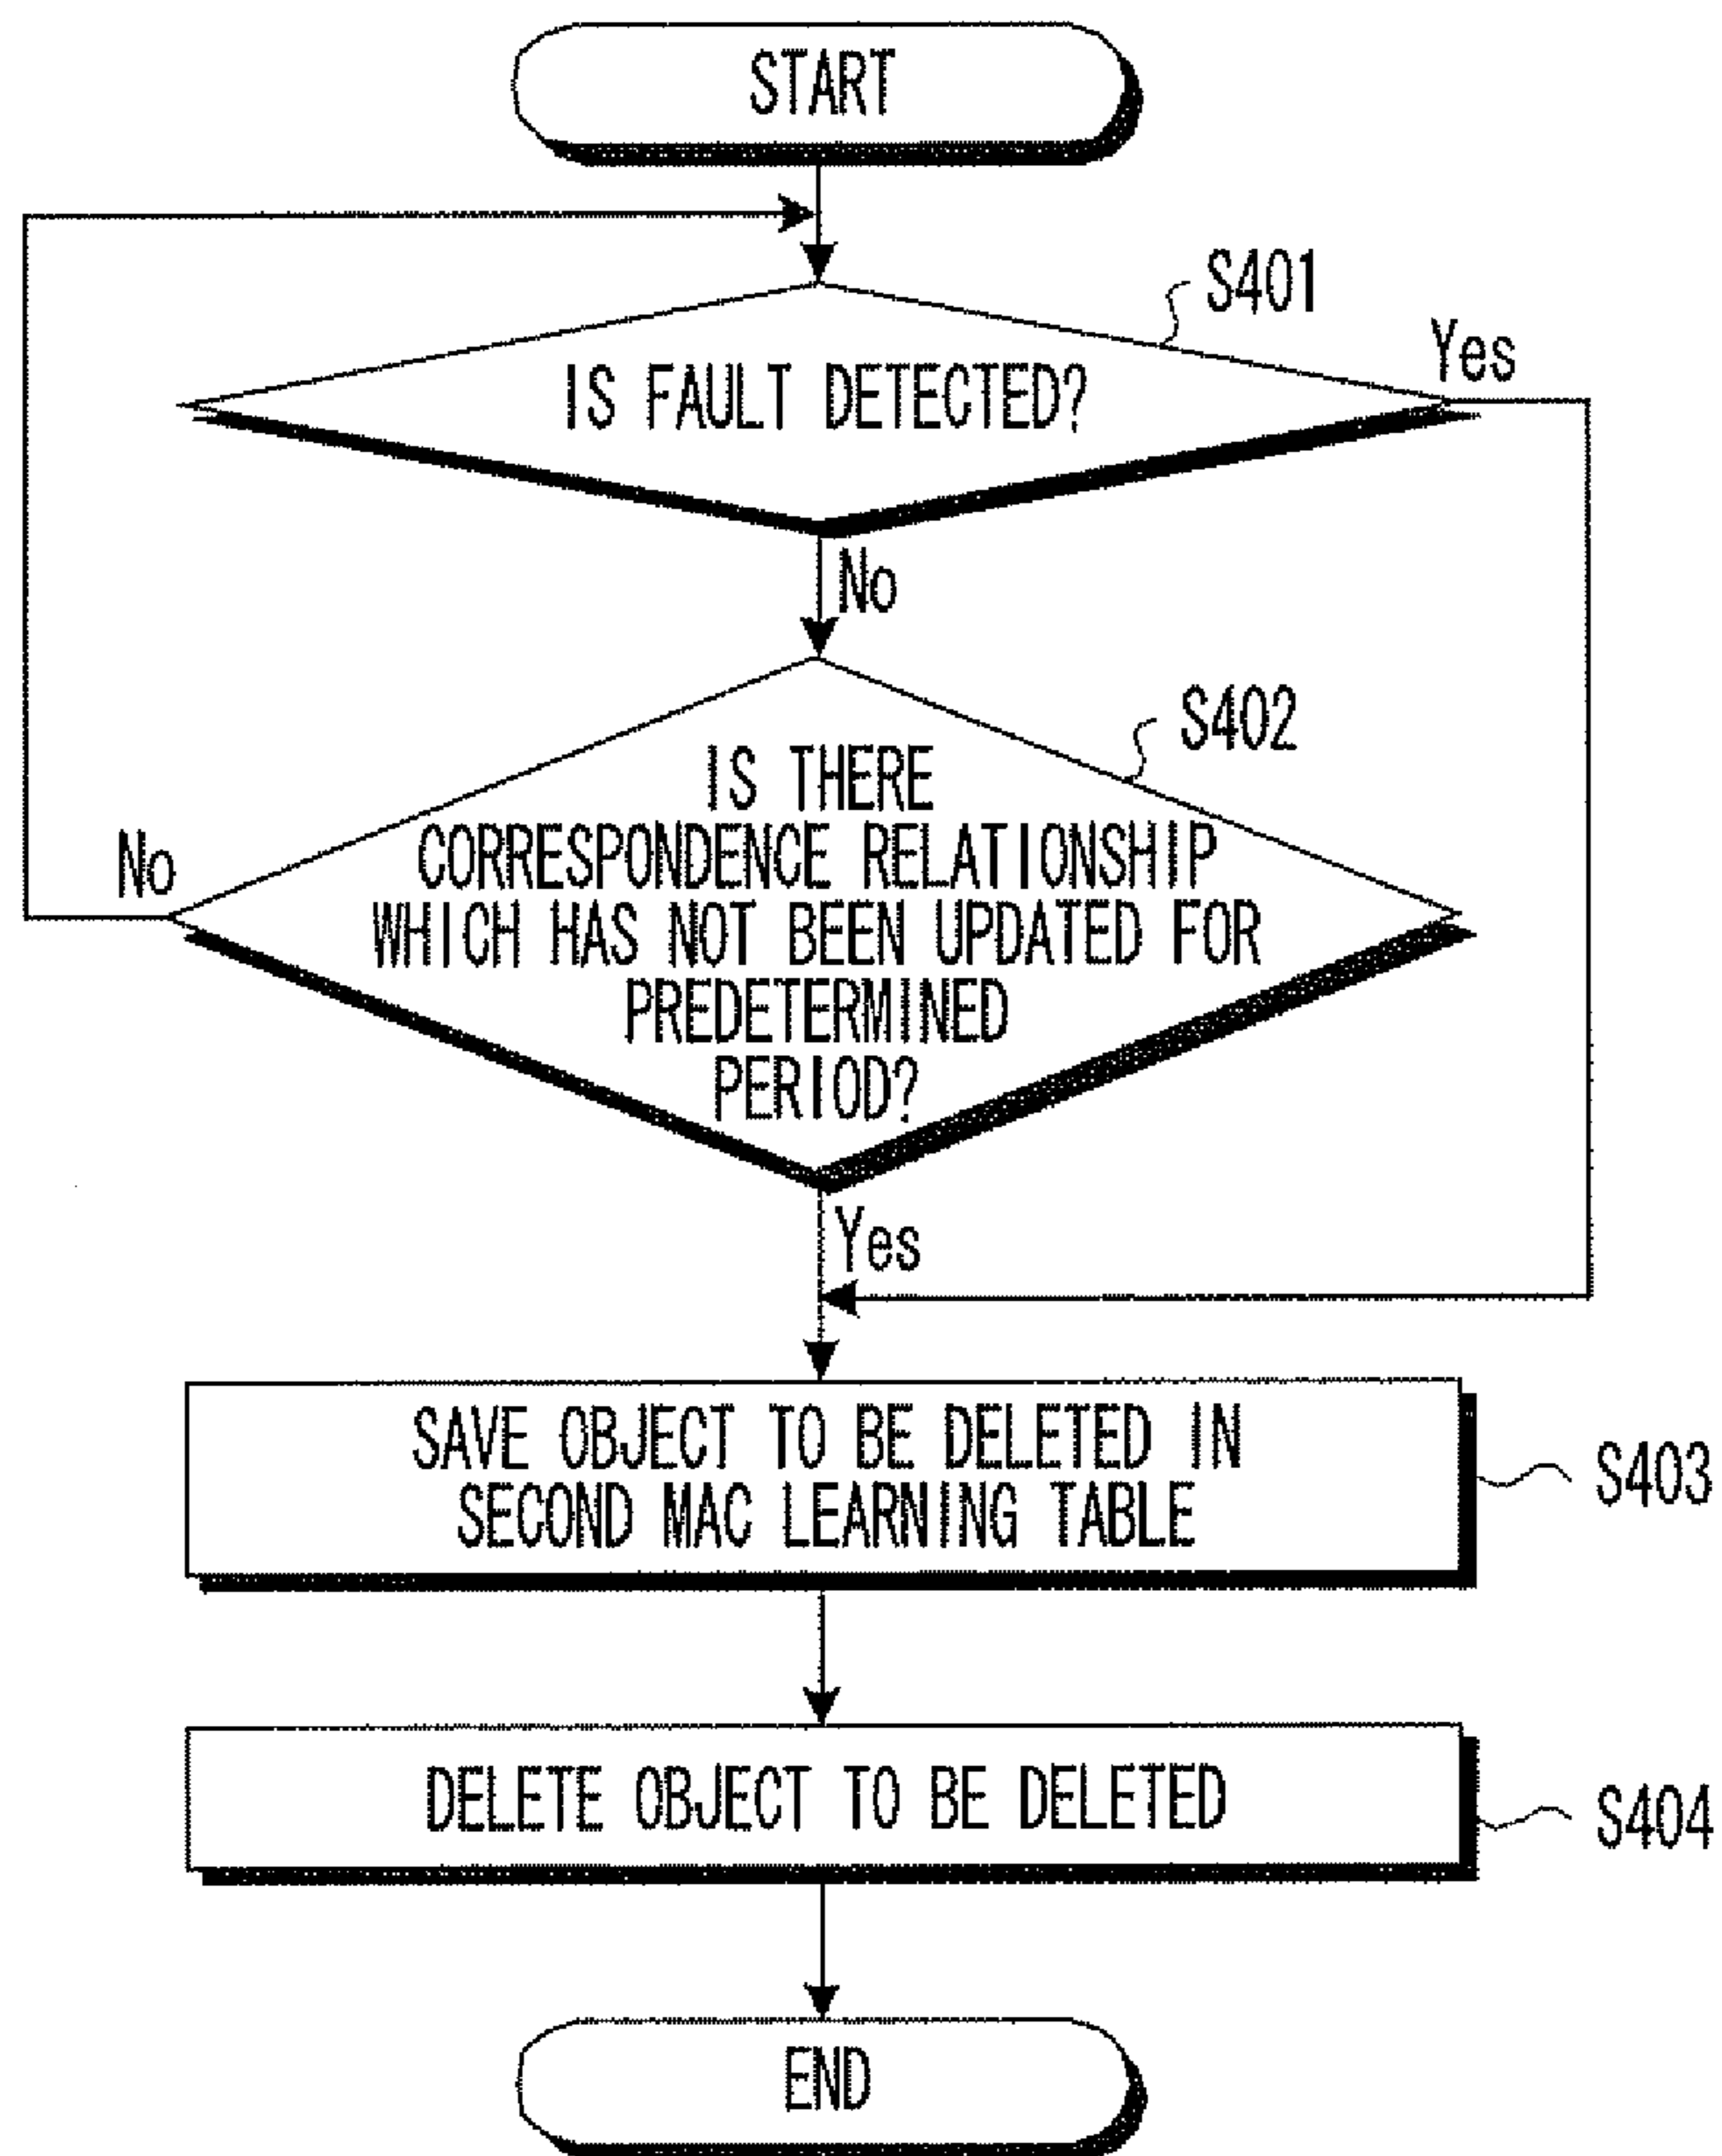 START
S401
Yes
IS FAULT DETECTED?
No
S402
IS THERE
CORRESPONDENCE RELATIONSHIP
No
WHICH HAS NOT BEEN UPDATED FOR
PREDETERMINED
PERIOD?
Yes
SAVE OBJECT TO BE DELETED IN
SECOND MAC LEARNING TABLE
S403
DELETE OBJECT TO BE DELETED
S404
END